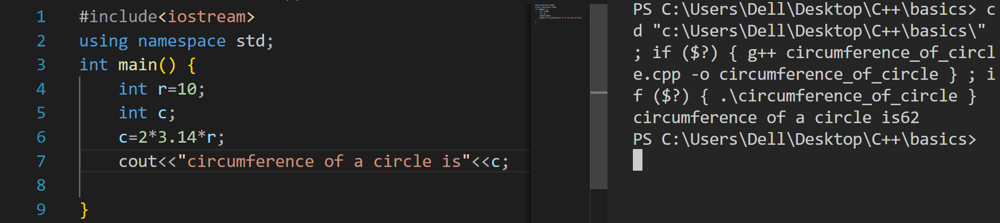 1 #include<iostream>
2 using namespace std;
3 int main() {
4 int r=10;
5 int c;
6 c=2*3.14*r;
7 cout<<"circumference of a circle is"<<c;
8
9 }
PS C:\Users\Dell\Desktop\C++\basics> c
d "c:\Users\Dell\Desktop\C++\basics\"
; if ($?) { g++ circumference_of_circl
e.cpp -o circumference_of_circle } ; i
f ($?) { .\circumference_of_circle }
circumference of a circle is62
PS C:\Users\Dell\Desktop\C++\basics>